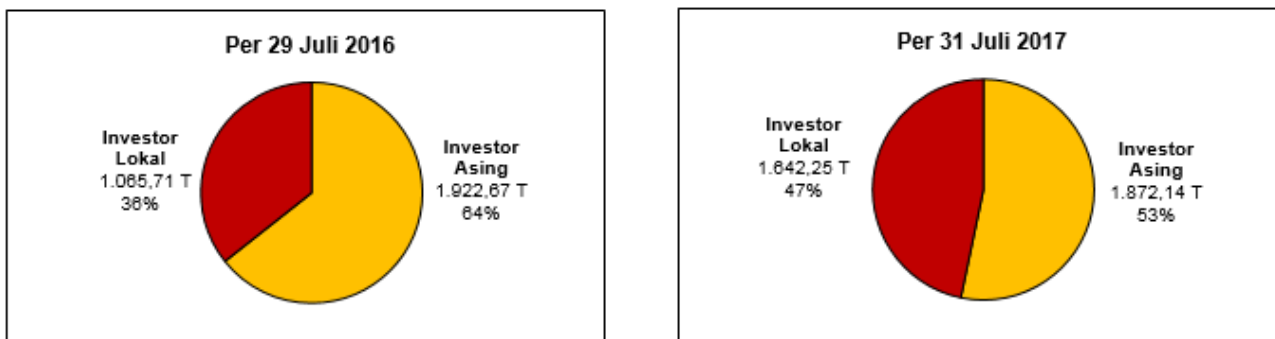 Per 29 Juli 2016
Investor
Lokal
1.065,71 T
36%
Investor
Asing
1.922,67 T
64%
Per 31 Juli 2017
Investor
Lokal
1.642,25 T
47%
Investor
Asing
1.872,14 T
53%